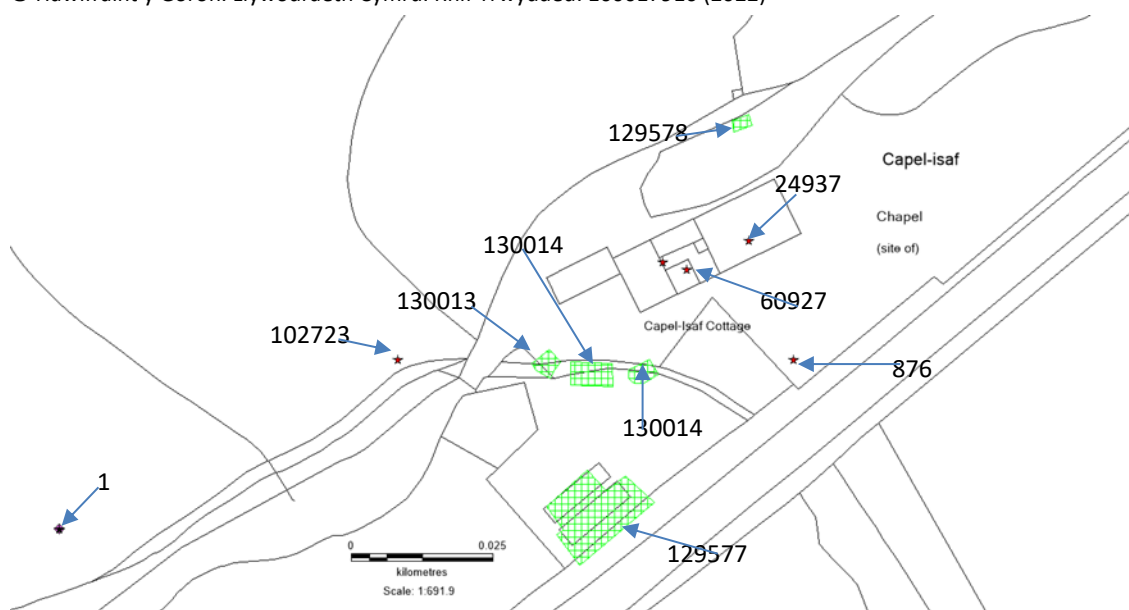 129578
Capel-isaf
24937
Chapel
(site of)
130014
60927
130013
Capel-Isaf Cottage
102723
876
130014
1
129577
0 0.025
kilometres
Scale: 1:691.9